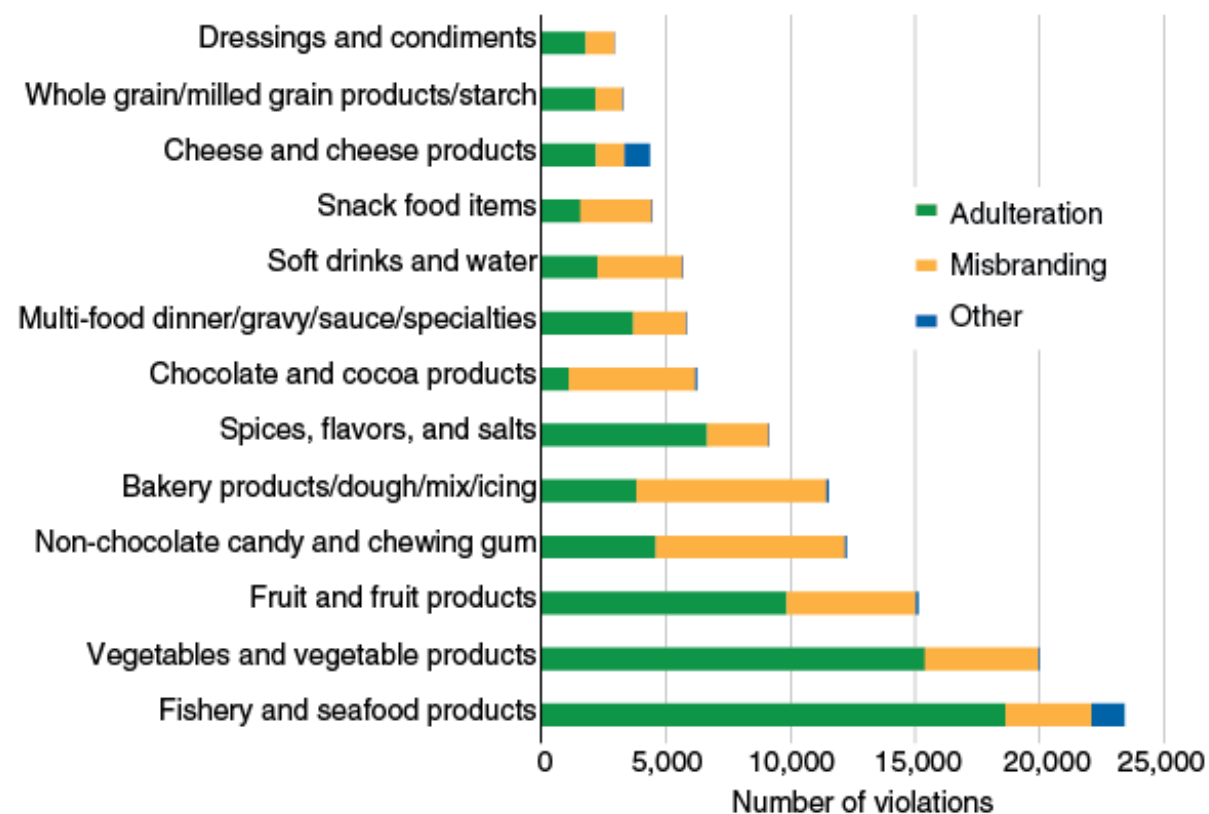 Dressings and condiments
Whole grain/milled grain products/starch
Cheese and cheese products
Snack food items
Soft drinks and water
Multi-food dinner/gravy/sauce/specialties
Chocolate and cocoa products
Spices, flavors, and salts
Bakery products/dough/mix/icing
Non-chocolate candy and chewing gum
Fruit and fruit products
Vegetables and vegetable products
Fishery and seafood products
Adulteration
Misbranding
Other
0 5,000 10,000 15,000 20,000 25,000
Number of violations